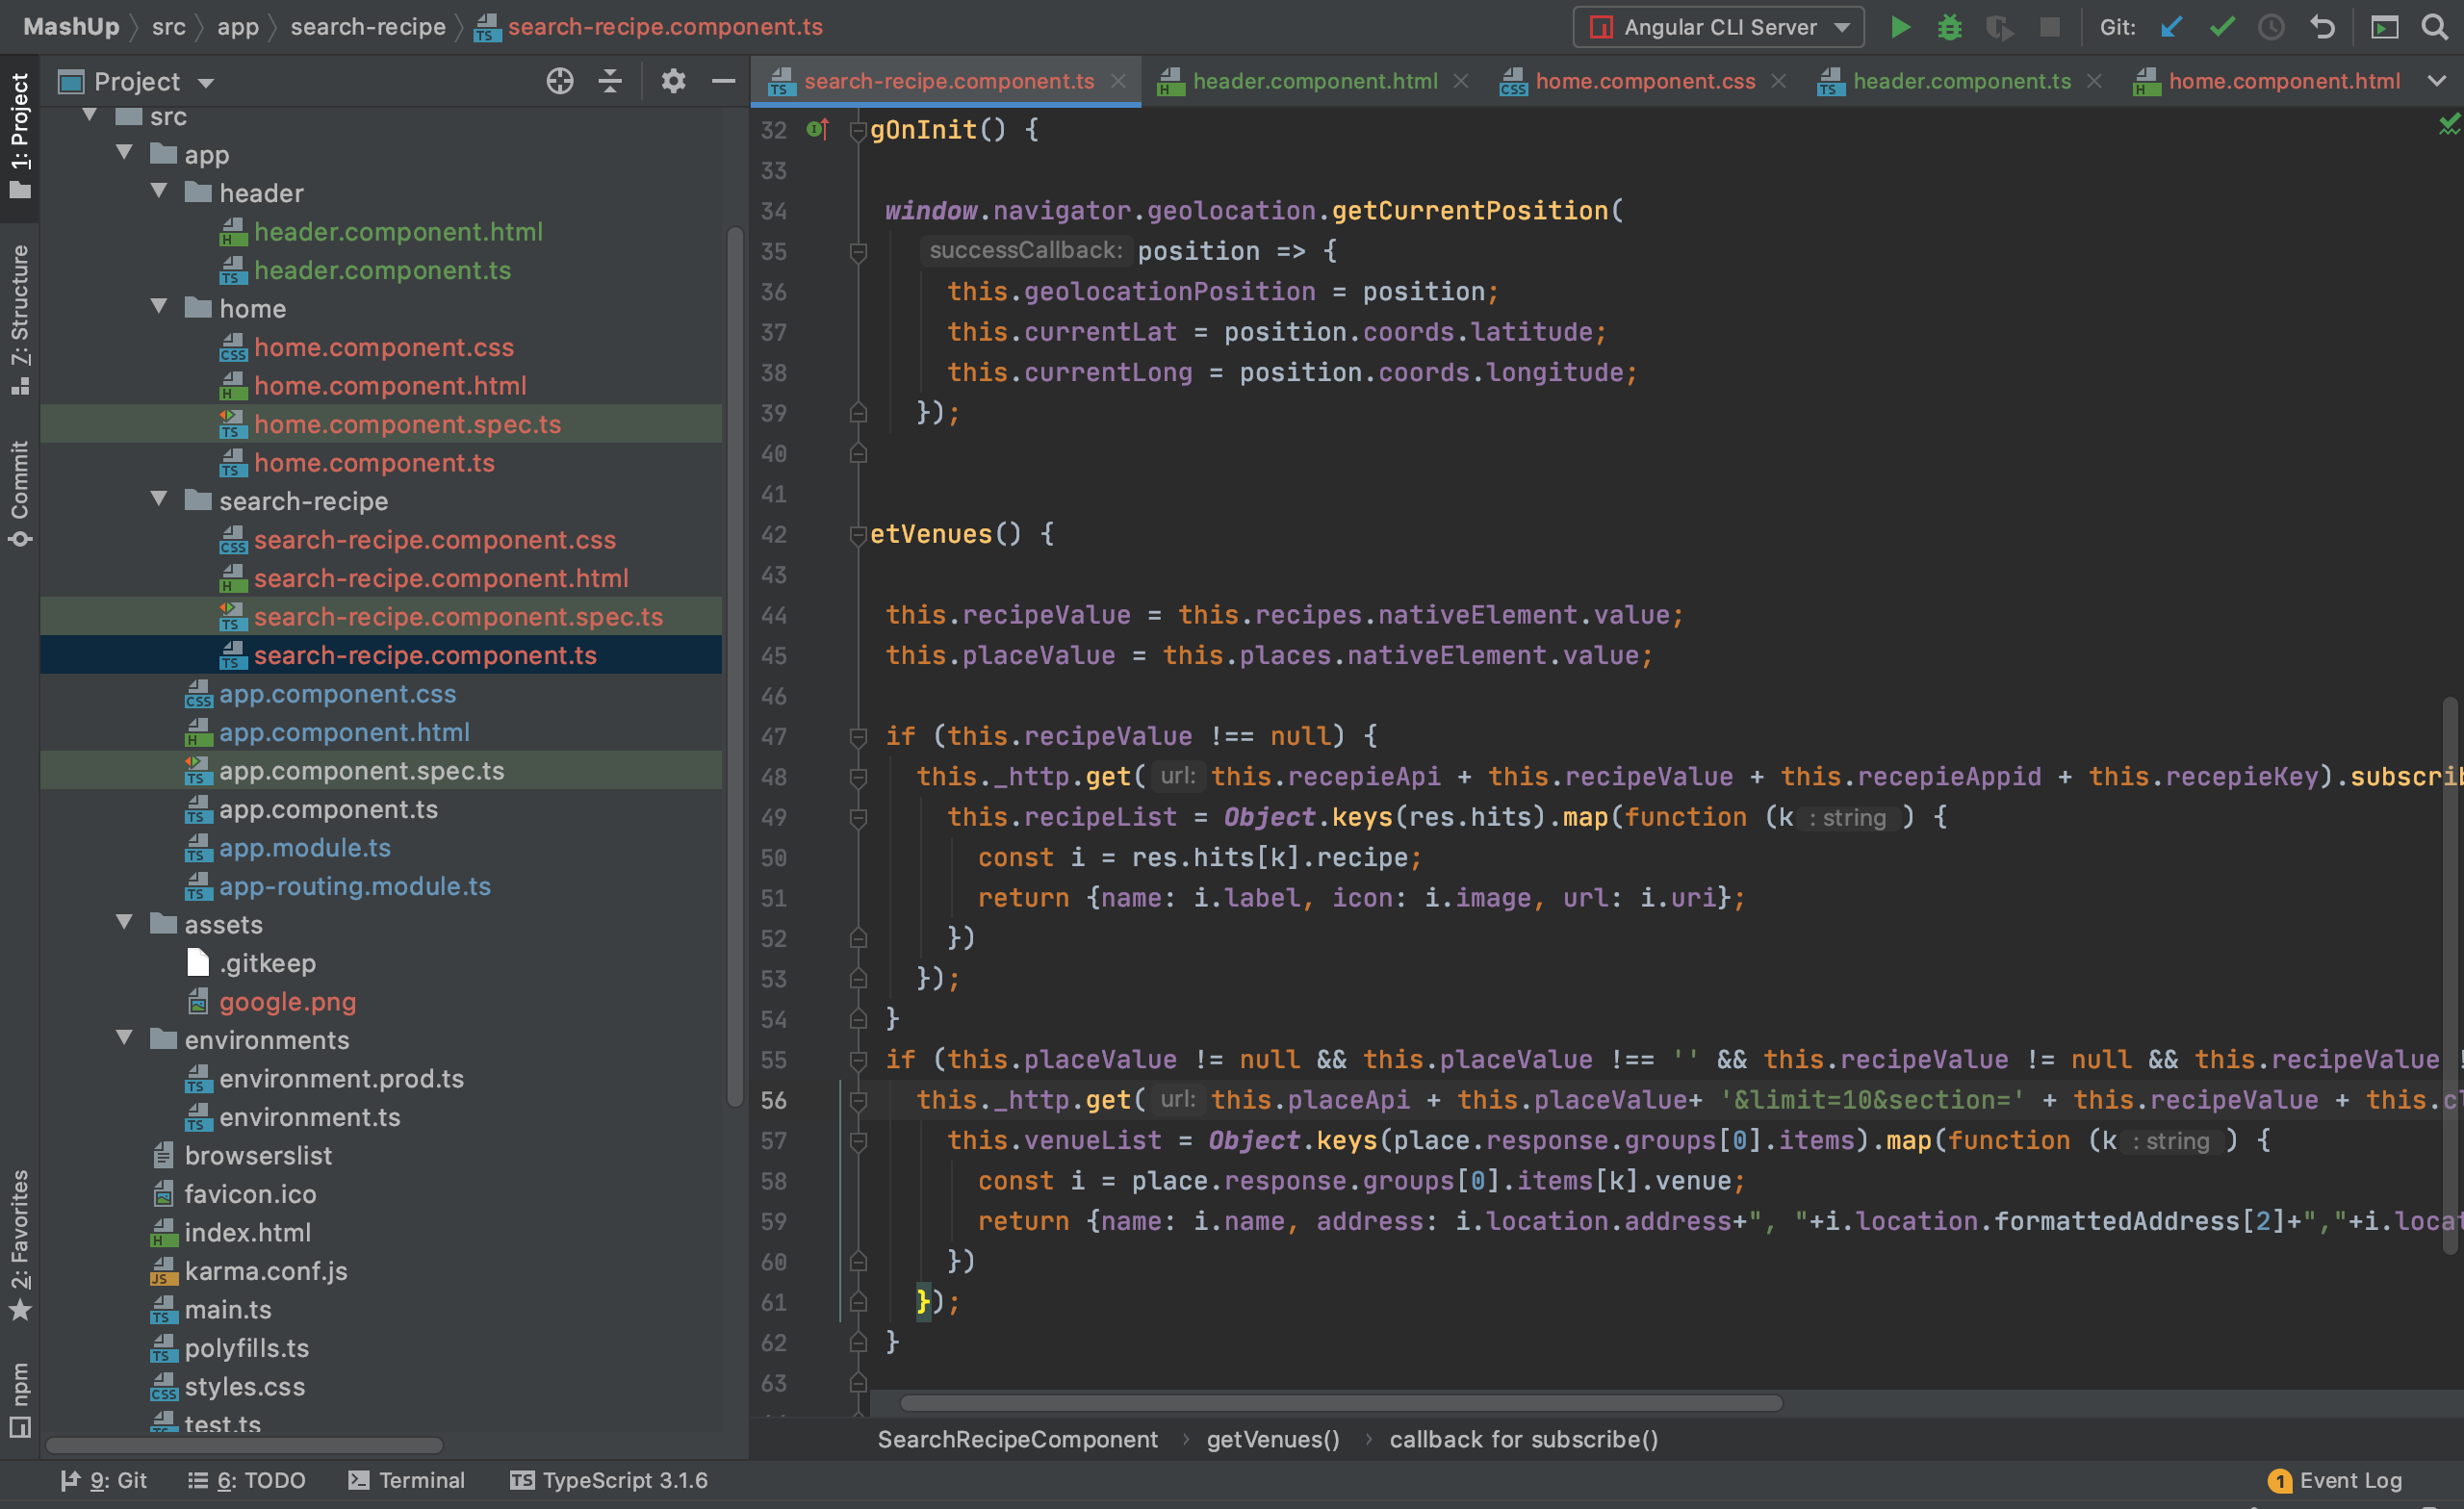 MashUp src app search-recipe search-recipe.component.ts
Angular CLI Server
Git:
1: Project
7: Structure
Commit
2: Favorites
npm
Project
src
app
header
header.component.html
header.component.ts
home
home.component.css
home.component.html
home.component.spec.ts
home.component.ts
search-recipe
search-recipe.component.css
search-recipe.component.html
search-recipe.component.spec.ts
search-recipe.component.ts
app.component.css
app.component.html
app.component.spec.ts
app.component.ts
app.module.ts
app-routing.module.ts
assets
.gitkeep
google.png
environments
environment.prod.ts
environment.ts
browserslist
favicon.ico
index.html
karma.conf.js
main.ts
polyfills.ts
styles.css
test.ts
search-recipe.component.ts header.component.html home.component.css header.component.ts home.component.html
32 gOnInit() {
33
34 window.navigator.geolocation.getCurrentPosition(
35 successCallback: position => {
36 this.geolocationPosition = position;
37 this.currentLat = position.coords.latitude;
38 this.currentLong = position.coords.longitude;
39 });
40
41
42 etVenues() {
43
44 this.recipeValue = this.recipes.nativeElement.value;
45 this.placeValue = this.places.nativeElement.value;
46
47 if (this.recipeValue !== null) {
48 this._http.get( url: this.recepieApi + this.recipeValue + this.recepieAppid + this.recepieKey).subscrib
49 this.recipeList = Object.keys(res.hits).map(function (k : string ) {
50 const i = res.hits[k].recipe;
51 return {name: i.label, icon: i.image, url: i.uri};
52 })
53 });
54 }
55 if (this.placeValue != null && this.placeValue !== '' && this.recipeValue != null && this.recipeValue !
56 this._http.get( url: this.placeApi + this.placeValue+ '&limit=10&section=' + this.recipeValue + this.cl
57 this.venueList = Object.keys(place.response.groups[0].items).map(function (k : string ) {
58 const i = place.response.groups[0].items[k].venue;
59 return {name: i.name, address: i.location.address+", "+i.location.formattedAddress[2]+","+i.locat
60 })
61 });
62 }
63
SearchRecipeComponent getVenues() callback for subscribe()
9: Git 6: TODO Terminal TypeScript 3.1.6
1 Event Log